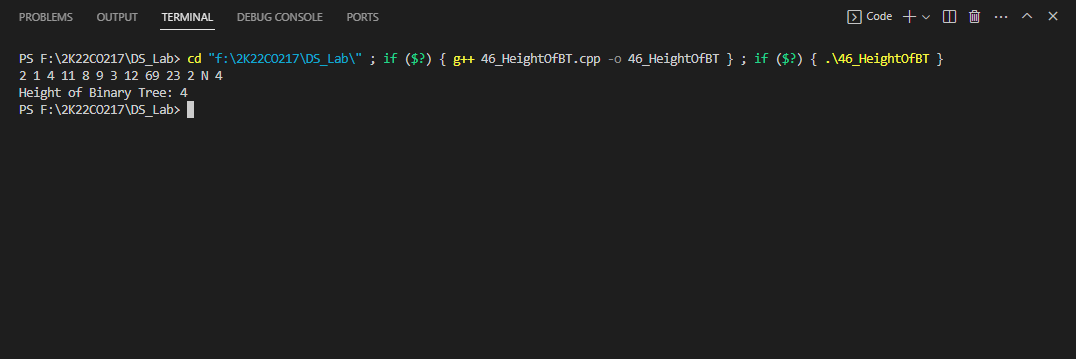 PROBLEMS OUTPUT TERMINAL DEBUG CONSOLE PORTS Code
PS F:\2K22CO217\DS_Lab> cd "f:\2K22CO217\DS_Lab\" ; if ($?) { g++ 46_HeightOfBT.cpp -o 46_HeightOfBT } ; if ($?) { .\46_HeightOfBT }
2 1 4 11 8 9 3 12 69 23 2 N 4
Height of Binary Tree: 4
PS F:\2K22CO217\DS_Lab>